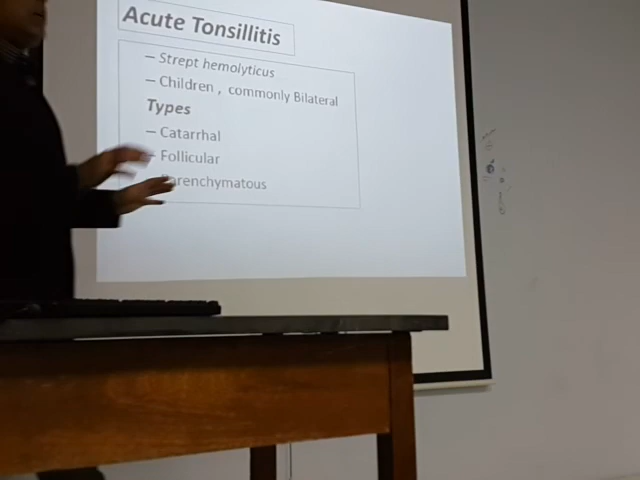 Acute Tonsillitis
– Strept hemolyticus
– Children , commonly Bilateral
Types
– Catarrhal
– Follicular